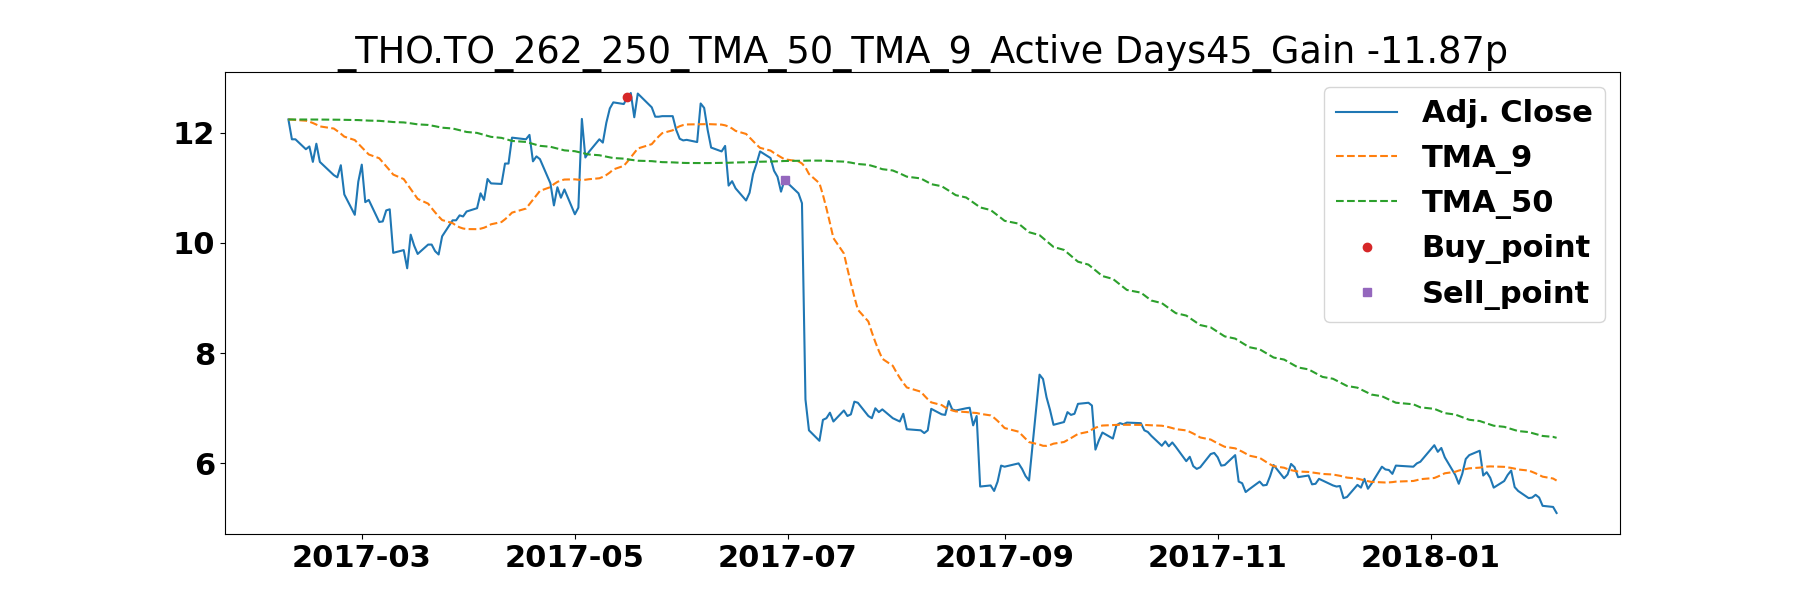 _THO.TO_262_250_TMA_50_TMA_9_Active Days45_Gain -11.87p
Adj. Close
TMA_9
TMA_50
Buy_point
Sell_point
12
10
8
6
2017-03
2017-05
2017-07
2017-09
2017-11
2018-01